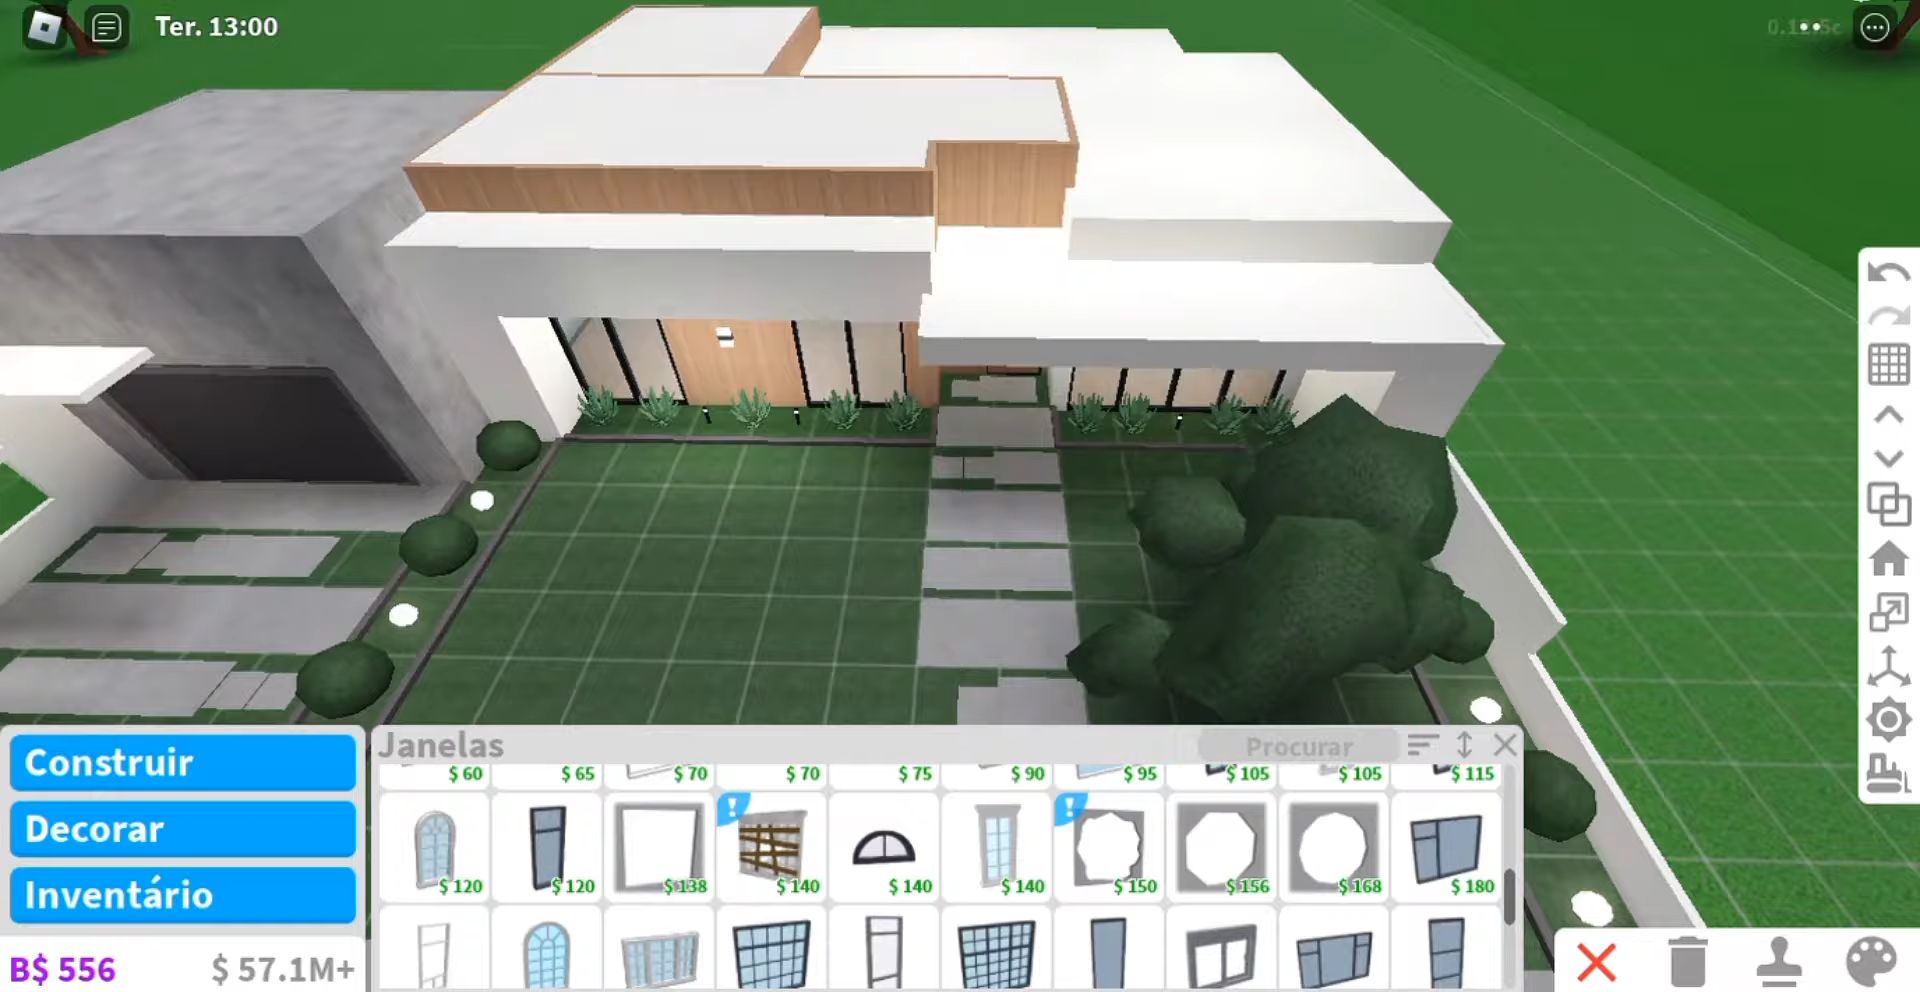 Ter. 13:00
Construir
Decorar
Inventário
B$ 556
$ 57.1M+
Janelas
Procurar
$ 60 $ 65 $ 70 $ 70 $ 75 $ 90 $ 95 $ 105 $ 105 $ 115
$ 120 $ 120 $ 138 $ 140 $ 140 $ 140 $ 150 $ 156 $ 168 $ 180